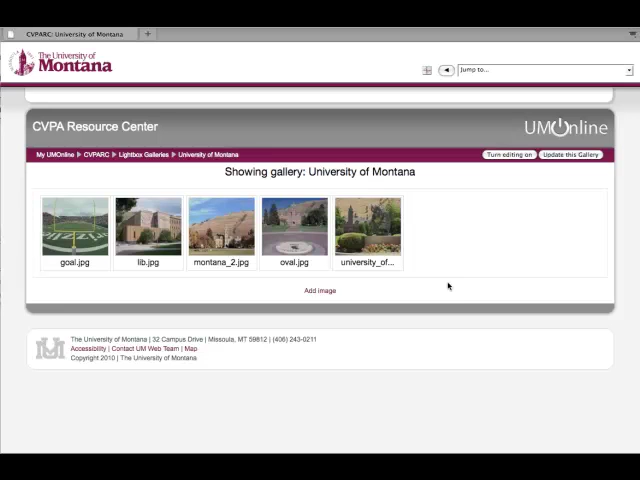 CVPARC: University of Montana
The University of
Montana
Jump to...
CVPA Resource Center
UMOnline
My UMOnline ▶ CVPARC ▶ Lightbox Galleries ▶ University of Montana
Turn editing on
Update this Gallery
Showing gallery: University of Montana
goal.jpg
lib.jpg
montana_2.jpg
oval.jpg
university_of...
Add image
The University of Montana | 32 Campus Drive | Missoula, MT 59812 | (406) 243-0211
Accessibility | Contact UM Web Team | Map
Copyright 2010 | The University of Montana